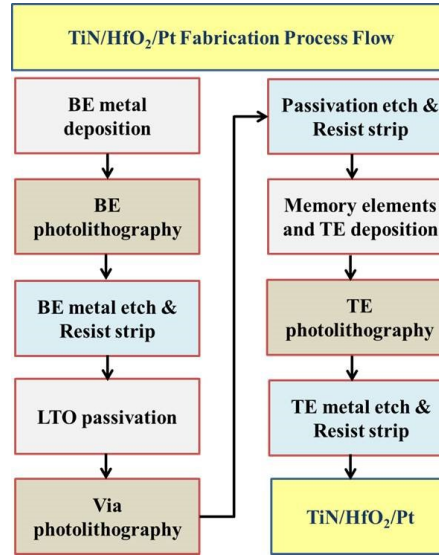 TiN/HfO₂/Pt Fabrication Process Flow
BE metal
deposition
BE
photolithography
BE metal etch &
Resist strip
LTO passivation
Via
photolithography
Passivation etch &
Resist strip
Memory elements
and TE deposition
TE
photolithography
TE metal etch &
Resist strip
TiN/HfO₂/Pt